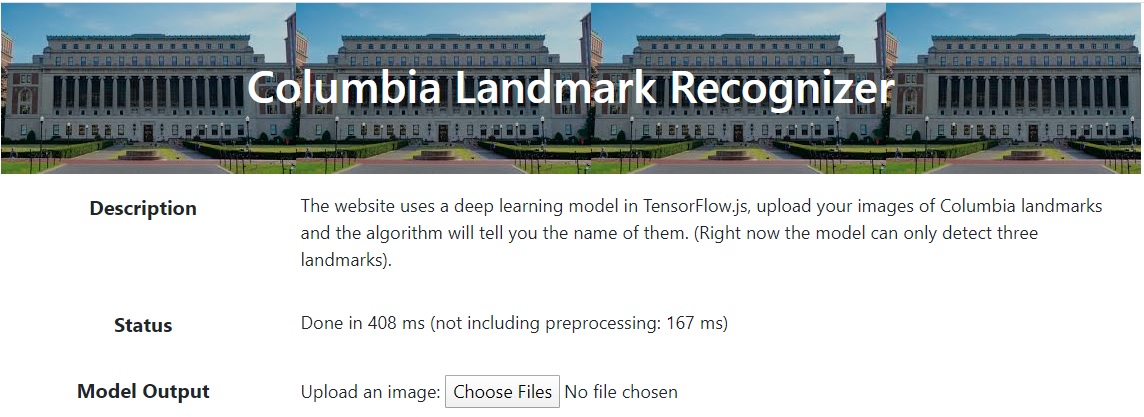 Columbia Landmark Recognizer
Description
The website uses a deep learning model in TensorFlow.js, upload your images of Columbia landmarks
and the algorithm will tell you the name of them. (Right now the model can only detect three
landmarks).
Status
Done in 408 ms (not including preprocessing: 167 ms)
Model Output
Upload an image: Choose Files No file chosen